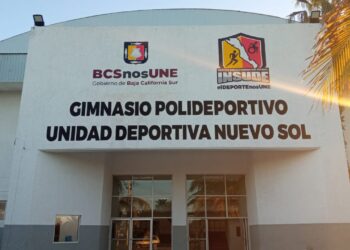 BCSnosUNE
Gobierno de Baja California Sur
INSUDE
#DEPORTEnosUNE
GIMNASIO POLIDEPORTIVO
UNIDAD DEPORTIVA NUEVO SOL